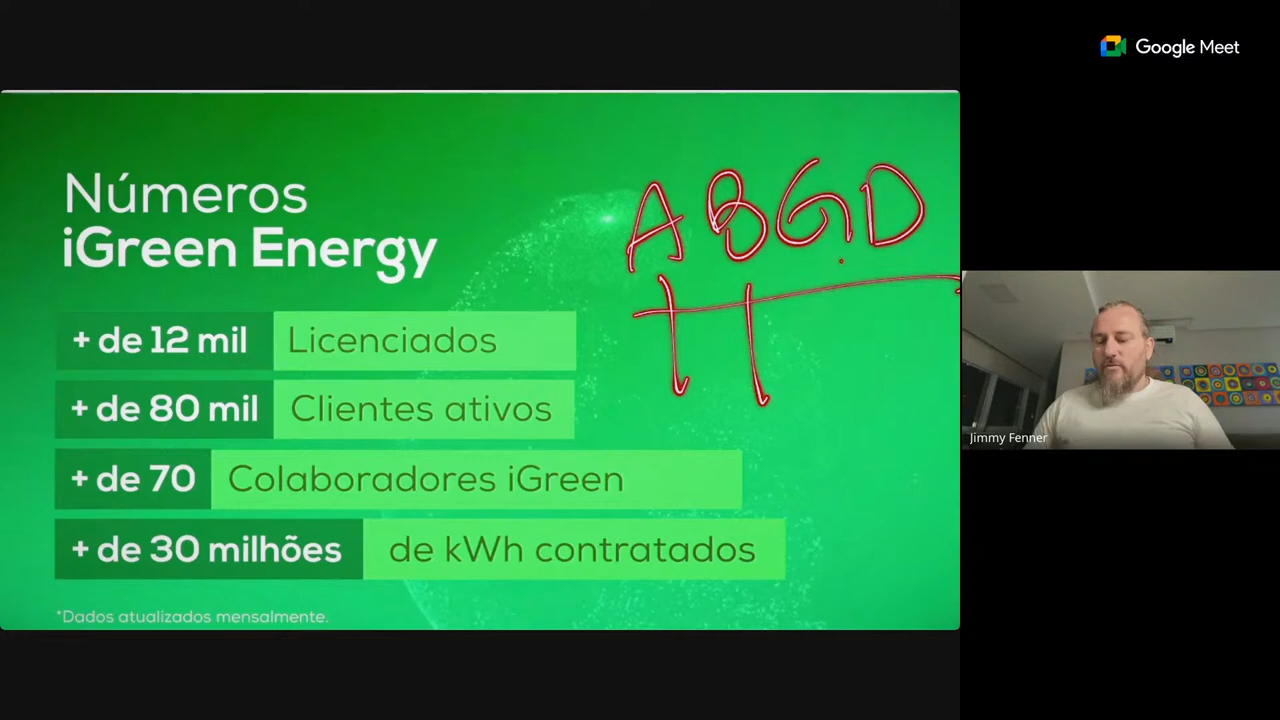 Google Meet
Números
iGreen Energy
ABGD
+ de 12 mil Licenciados
+ de 80 mil Clientes ativos
+ de 70 Colaboradores iGreen
+ de 30 milhões de kWh contratados
*Dados atualizados mensalmente.
Jimmy Fenner